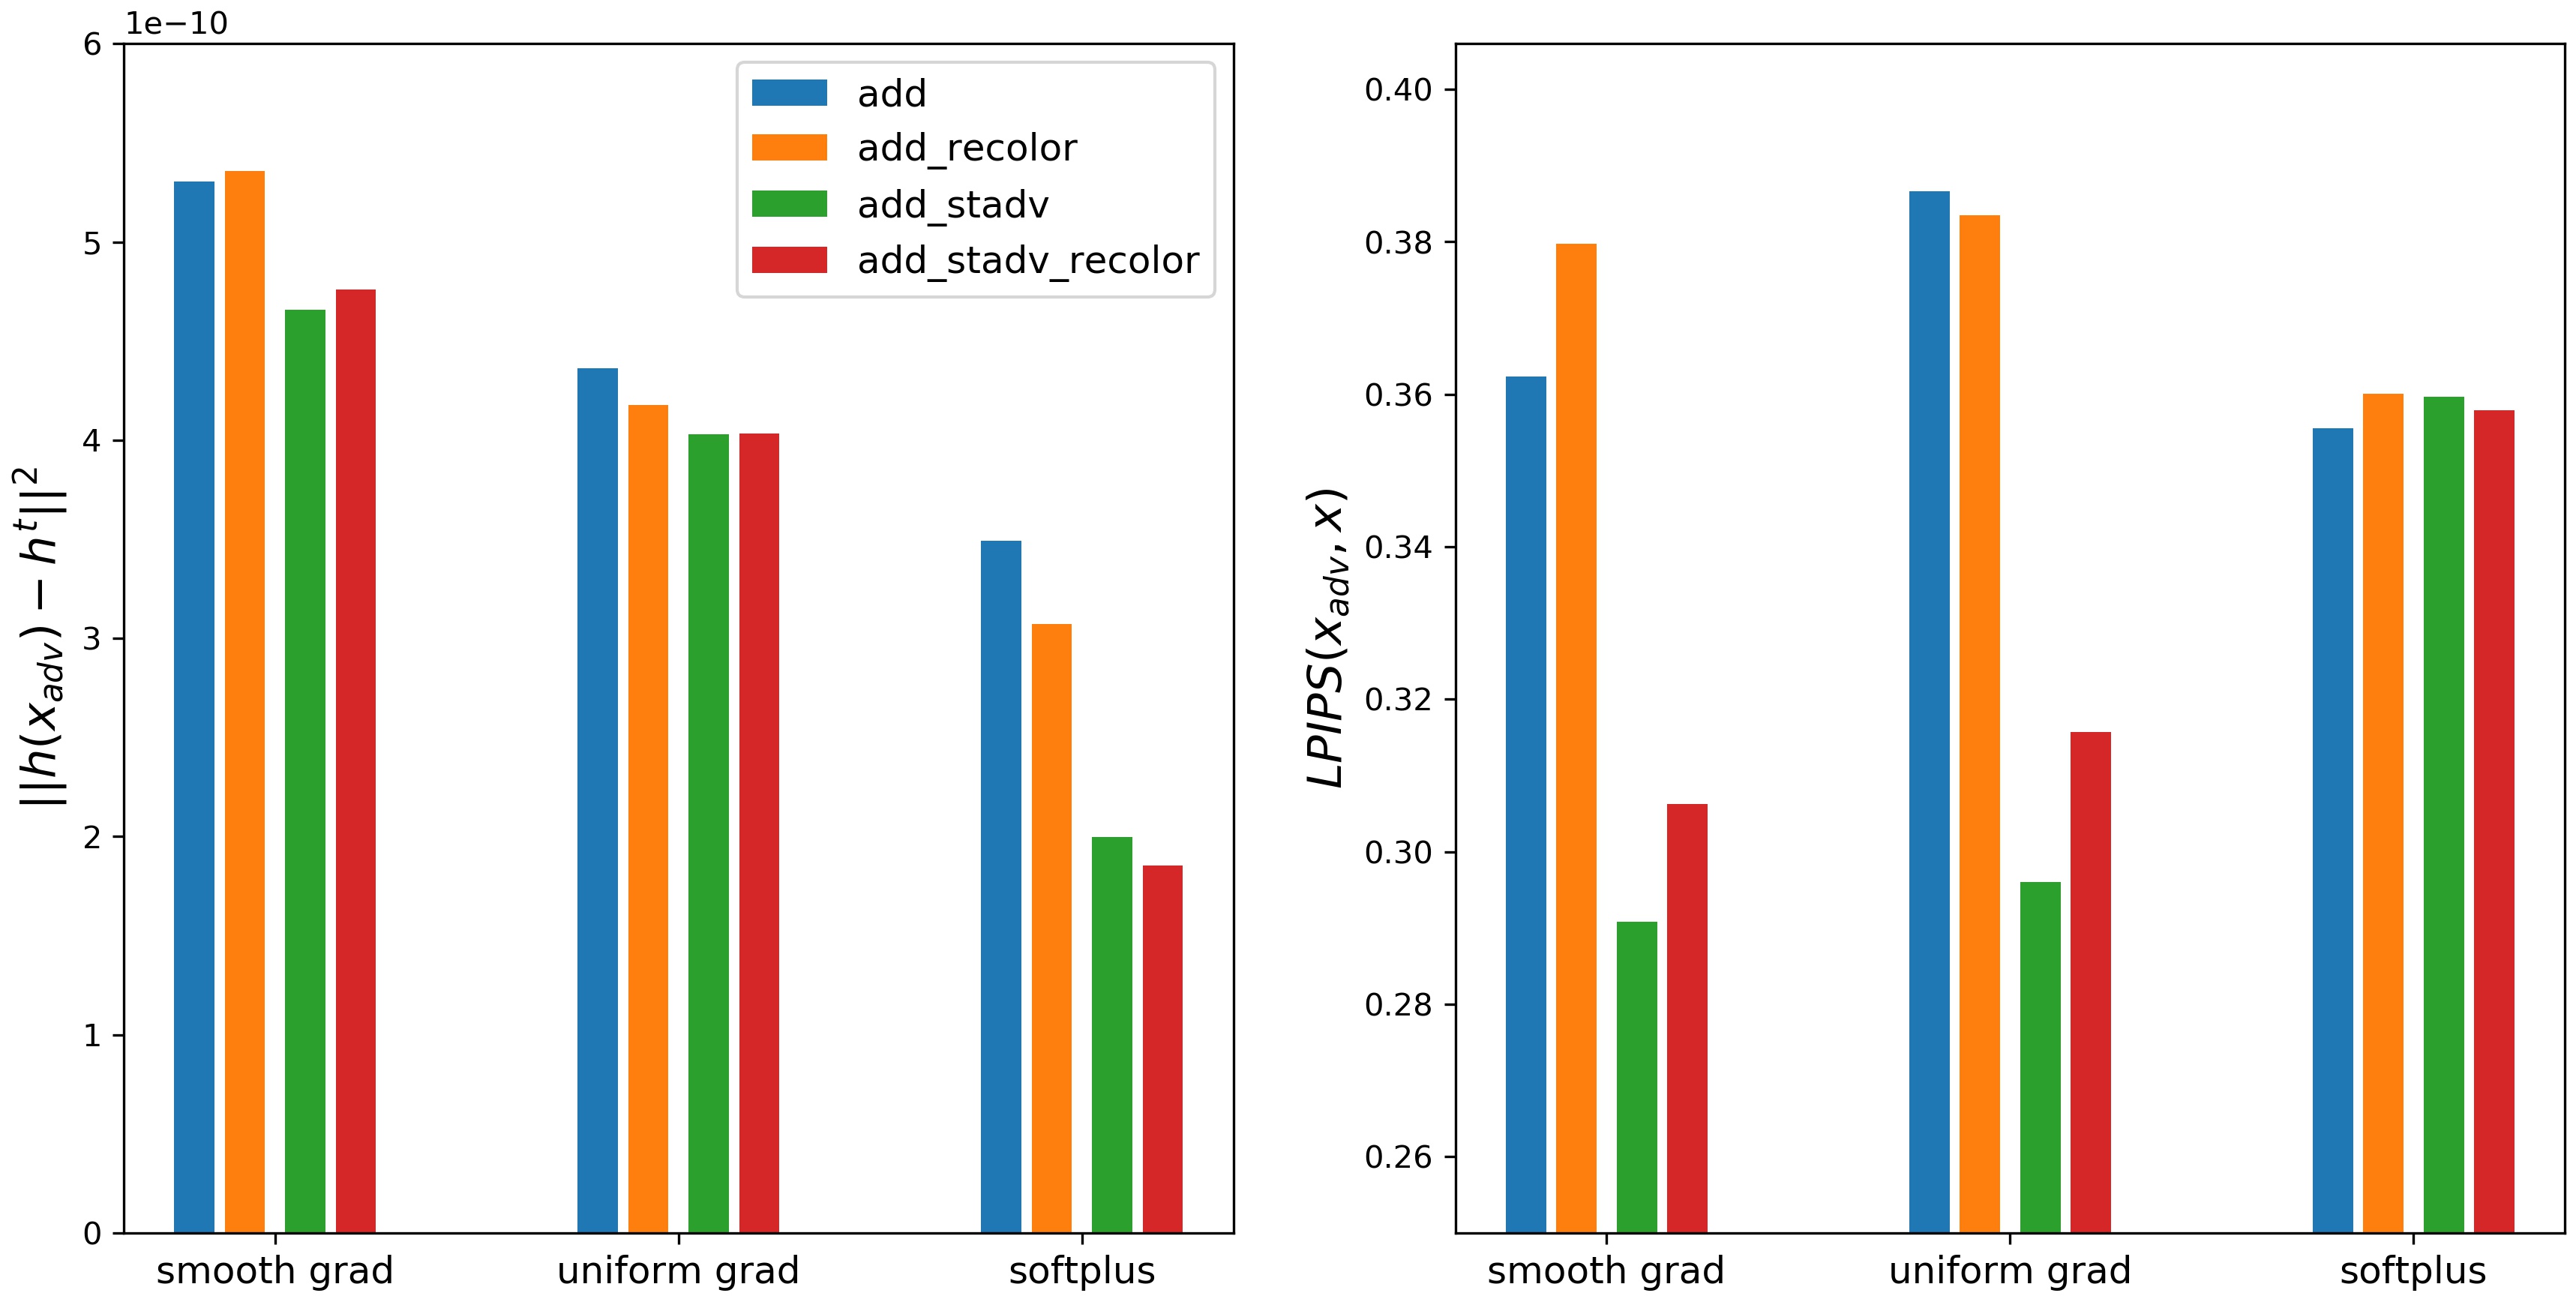 1e−10
6
5
4
3
2
1
0
||h(x_adv) − h^t||²
add
add_recolor
add_stadv
add_stadv_recolor
smooth grad
uniform grad
softplus
0.40
0.38
0.36
0.34
0.32
0.30
0.28
0.26
LPIPS(x_adv, x)
smooth grad
uniform grad
softplus